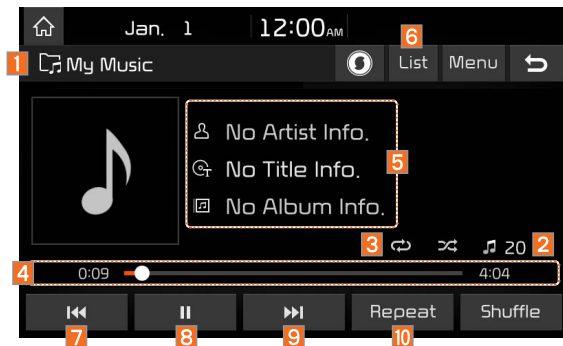 Jan. 1 12:00AM
6
1 My Music List Menu
No Artist Info.
No Title Info. 5
No Album Info.
3 20 2
4 0:09 4:04
Repeat Shuffle
7 8 9 10